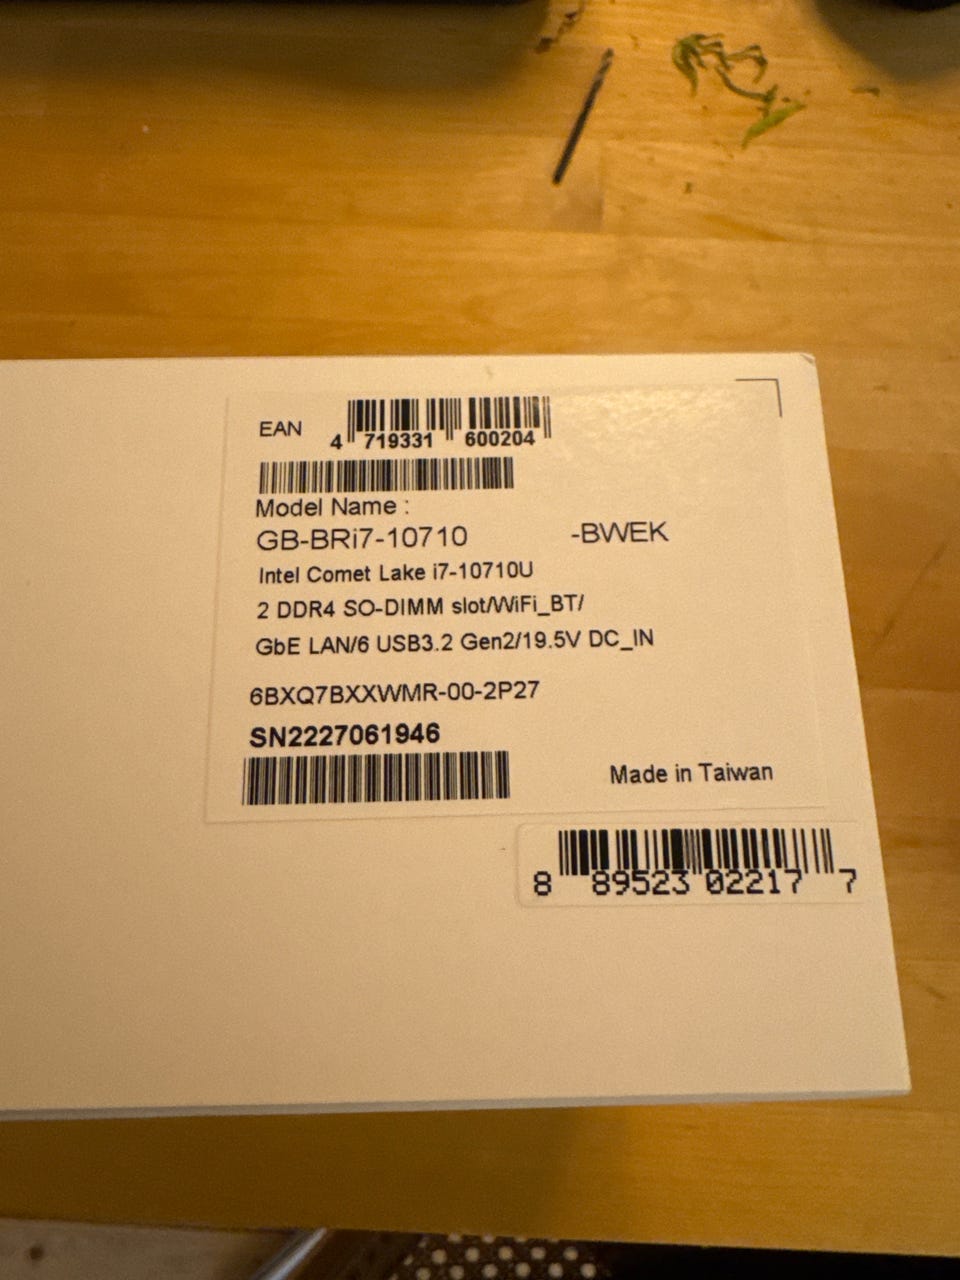 EAN
4 719331 600204
Model Name :
GB-BRi7-10710 -BWEK
Intel Comet Lake i7-10710U
2 DDR4 SO-DIMM slot/WiFi_BT/
GbE LAN/6 USB3.2 Gen2/19.5V DC_IN
6BXQ7BXXWMR-00-2P27
SN2227061946
Made in Taiwan
8 89523 02217 7